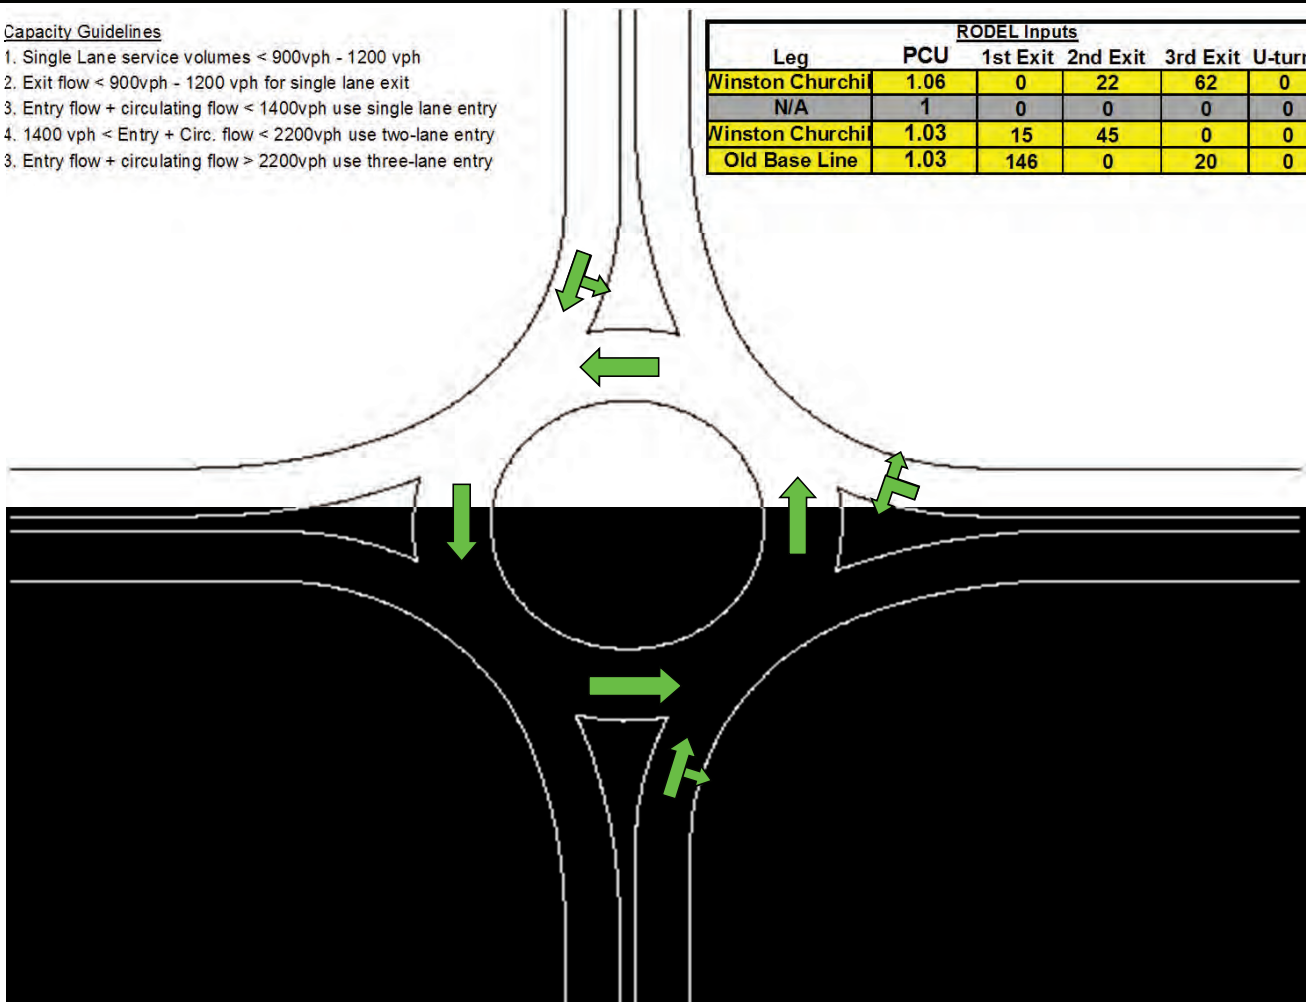 Capacity Guidelines
1. Single Lane service volumes < 900vph - 1200 vph
2. Exit flow < 900vph - 1200 vph for single lane exit
3. Entry flow + circulating flow < 1400vph use single lane entry
4. 1400 vph < Entry + Circ. flow < 2200vph use two-lane entry
3. Entry flow + circulating flow > 2200vph use three-lane entry
RODEL Inputs
Leg PCU 1st Exit 2nd Exit 3rd Exit U-turn
Winston Churchil 1.06 0 22 62 0
N/A 1 0 0 0 0
Winston Churchil 1.03 15 45 0 0
Old Base Line 1.03 146 0 20 0